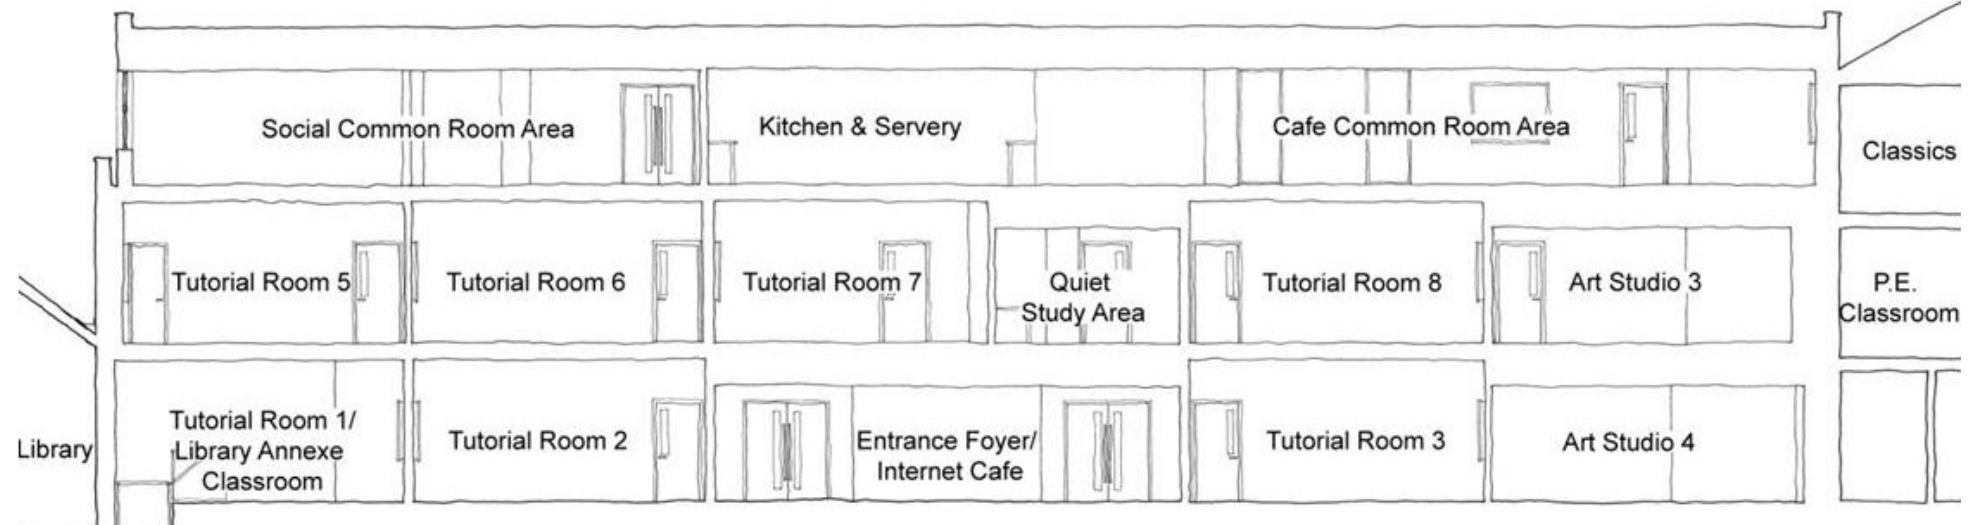 Social Common Room Area
Kitchen & Servery
Cafe Common Room Area
Classics
Tutorial Room 5
Tutorial Room 6
Tutorial Room 7
Quiet
Study Area
Tutorial Room 8
Art Studio 3
P.E.
Classroom
Library
Tutorial Room 1/
Library Annexe
Classroom
Tutorial Room 2
Entrance Foyer/
Internet Cafe
Tutorial Room 3
Art Studio 4